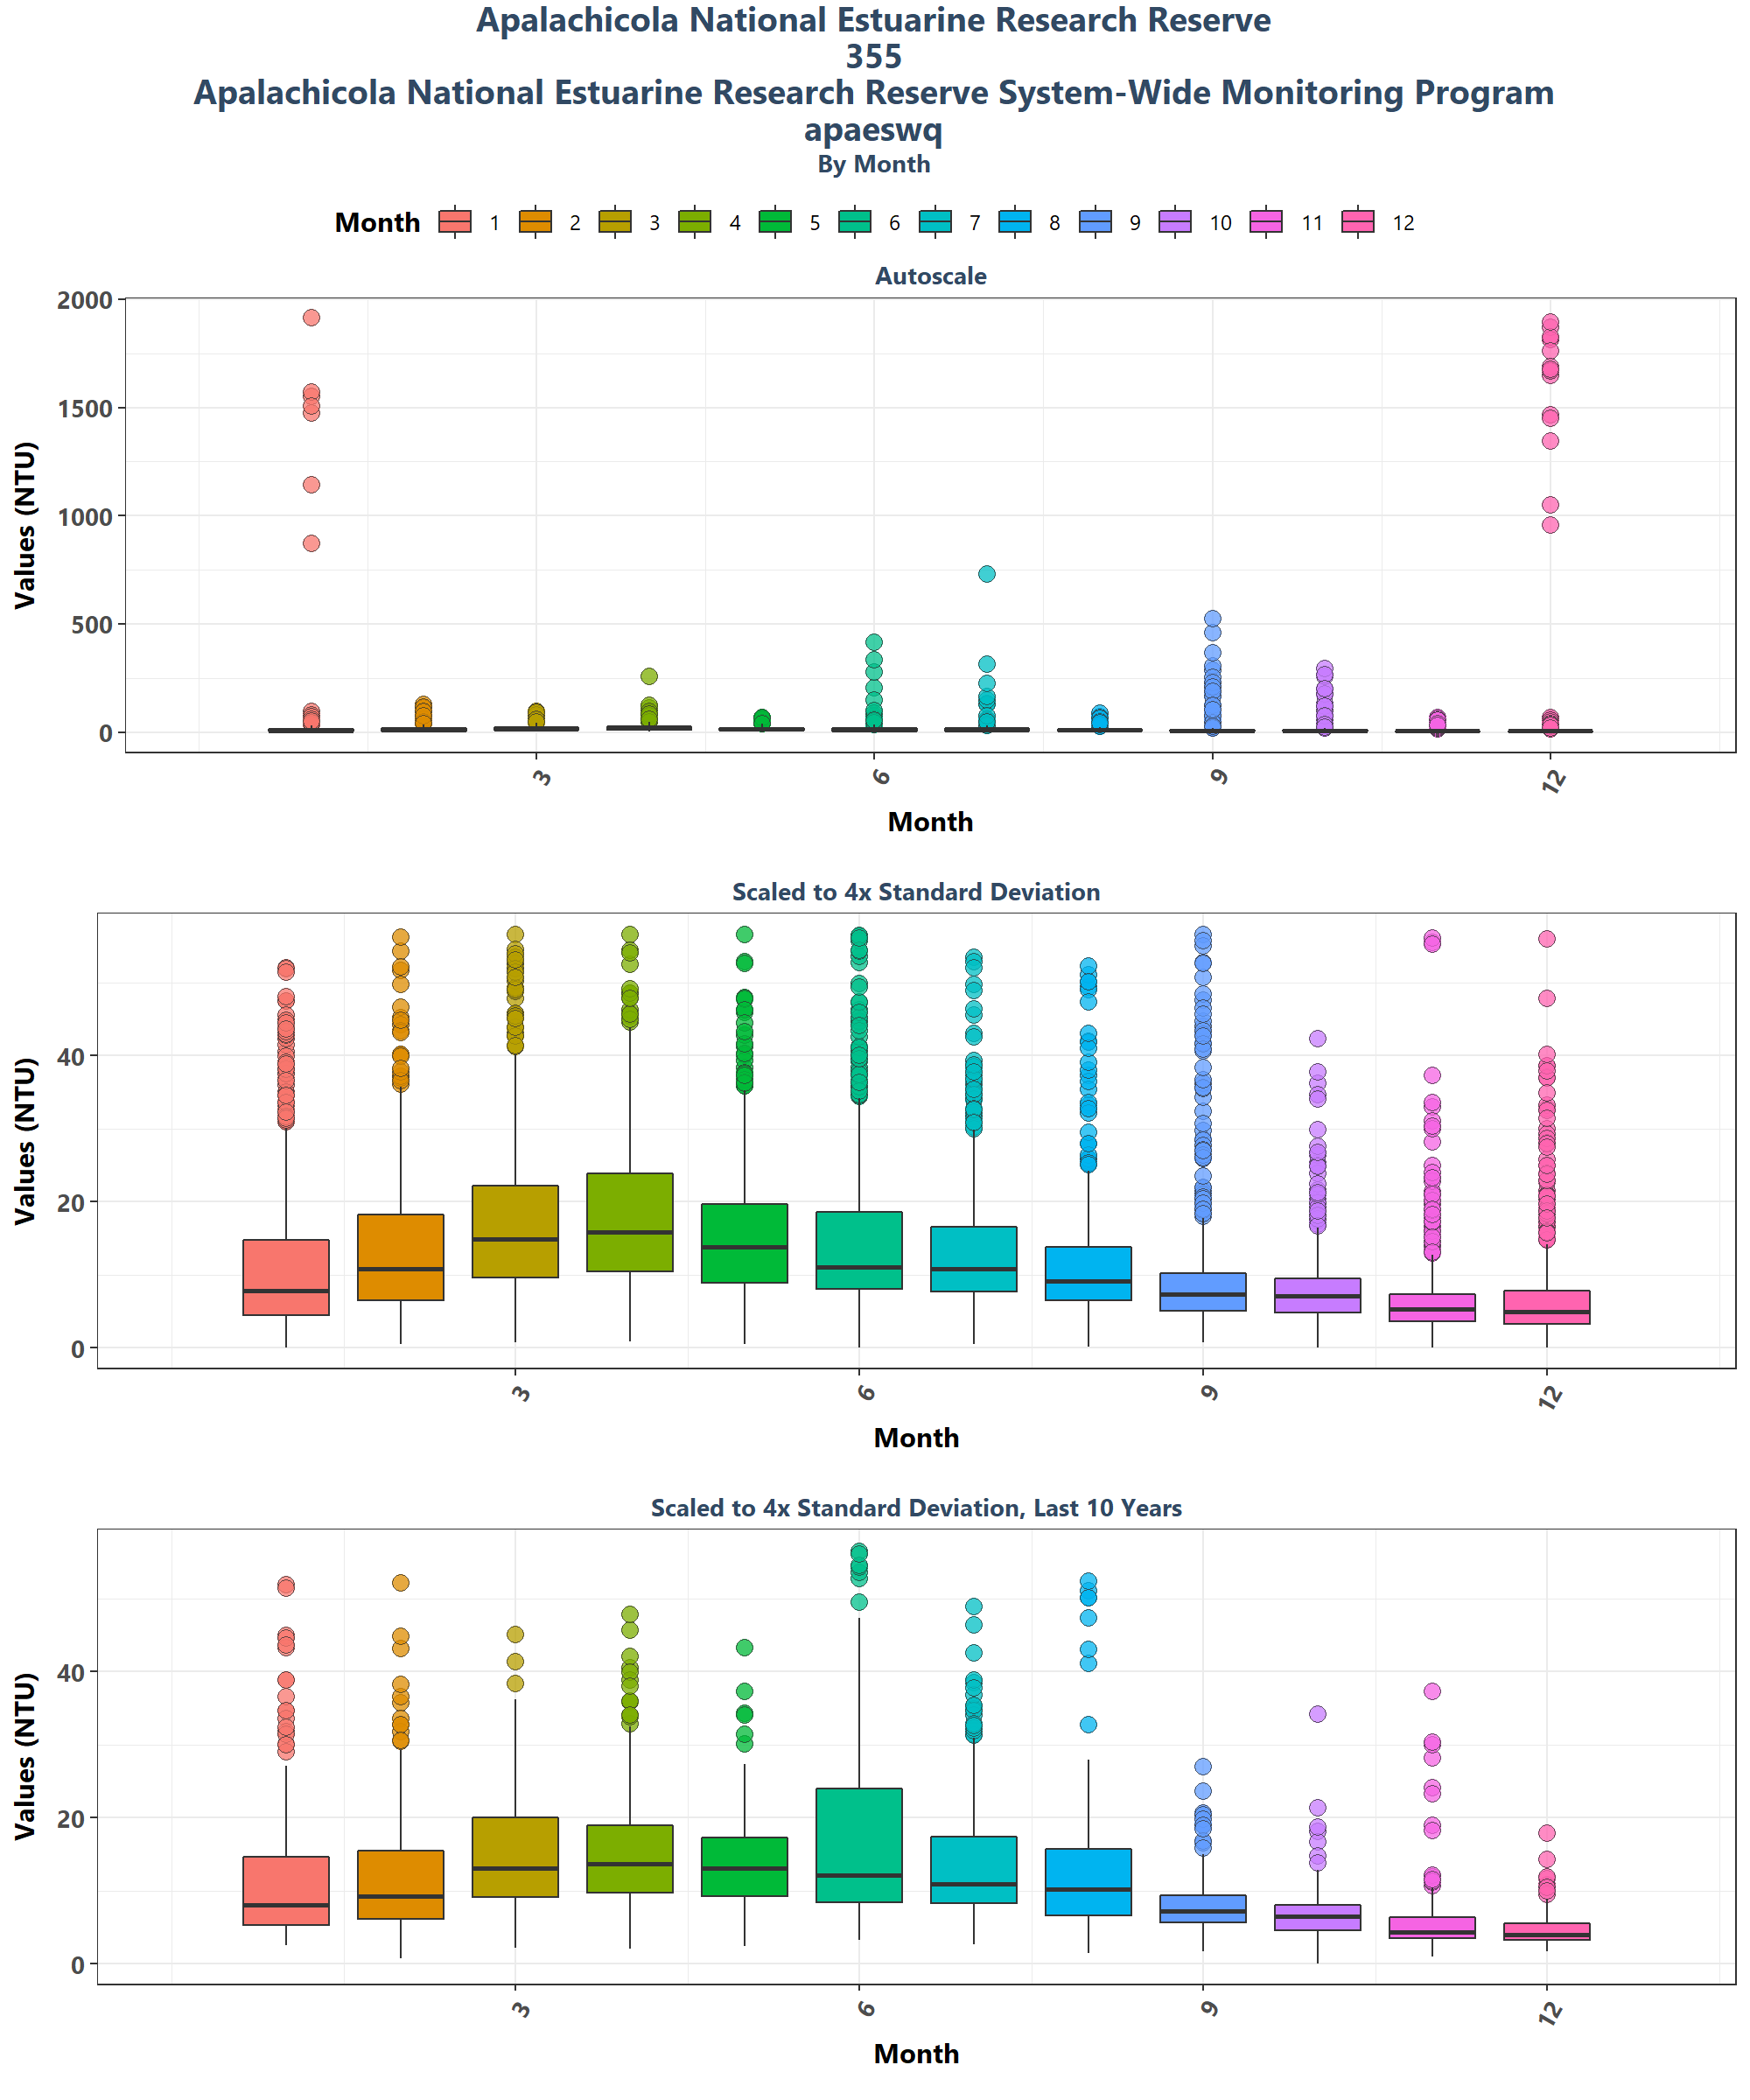 Apalachicola National Estuarine Research Reserve
355
Apalachicola National Estuarine Research Reserve System-Wide Monitoring Program
apaeswq
By Month
Month 1 2 3 4 5 6 7 8 9 10 11 12
Autoscale
Values (NTU)
2000
1500
1000
500
0
3 6 9 12
Month
Scaled to 4x Standard Deviation
Values (NTU)
40
20
0
3 6 9 12
Month
Scaled to 4x Standard Deviation, Last 10 Years
Values (NTU)
40
20
0
3 6 9 12
Month